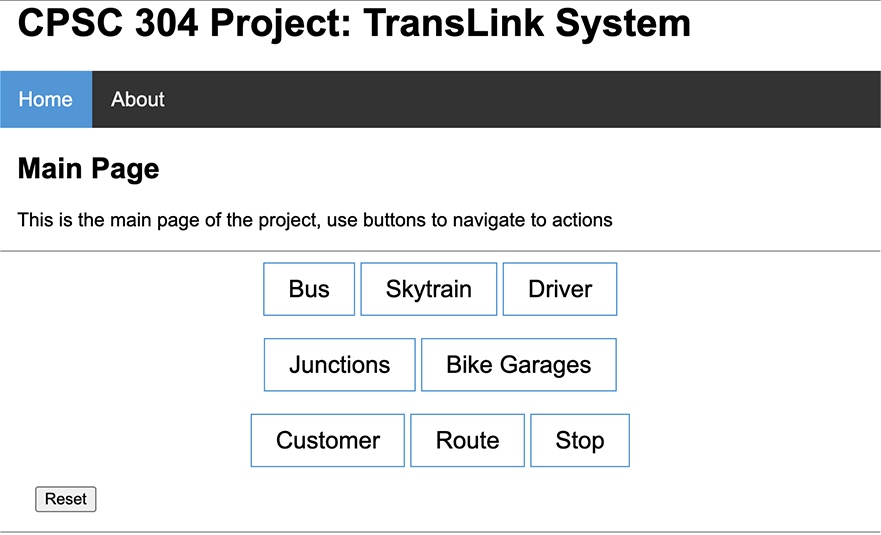 CPSC 304 Project: TransLink System
Home About
Main Page
This is the main page of the project, use buttons to navigate to actions
Bus Skytrain Driver
Junctions Bike Garages
Customer Route Stop
Reset